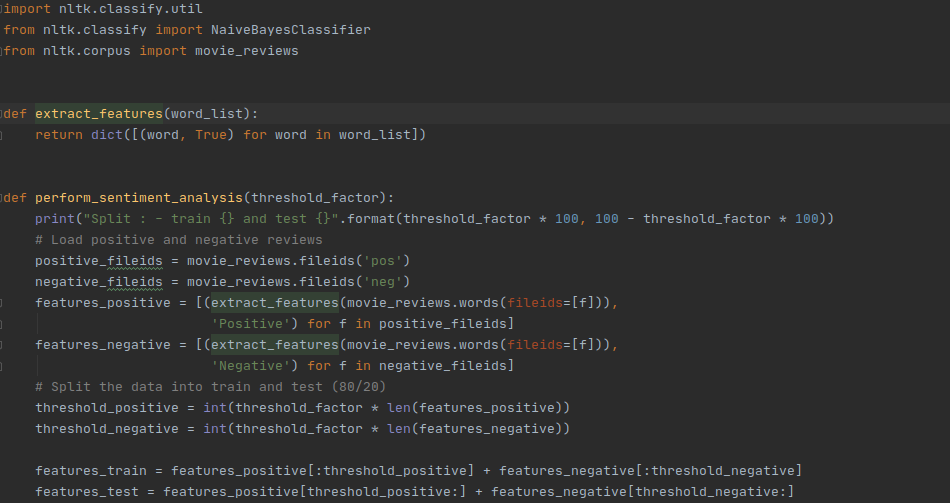 import nltk.classify.util
from nltk.classify import NaiveBayesClassifier
from nltk.corpus import movie_reviews
def extract_features(word_list):
    return dict([(word, True) for word in word_list])
def perform_sentiment_analysis(threshold_factor):
    print("Split : - train {} and test {}".format(threshold_factor * 100, 100 - threshold_factor * 100))
    # Load positive and negative reviews
    positive_fileids = movie_reviews.fileids('pos')
    negative_fileids = movie_reviews.fileids('neg')
    features_positive = [(extract_features(movie_reviews.words(fileids=[f])),
                          'Positive') for f in positive_fileids]
    features_negative = [(extract_features(movie_reviews.words(fileids=[f])),
                          'Negative') for f in negative_fileids]
    # Split the data into train and test (80/20)
    threshold_positive = int(threshold_factor * len(features_positive))
    threshold_negative = int(threshold_factor * len(features_negative))
    features_train = features_positive[:threshold_positive] + features_negative[:threshold_negative]
    features_test = features_positive[threshold_positive:] + features_negative[threshold_negative:]